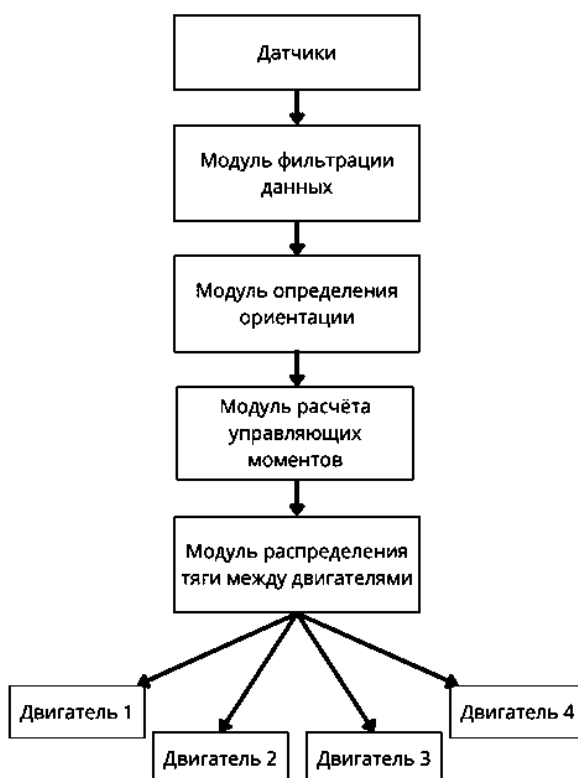 Датчики
Модуль фильтрации
данных
Модуль определения
ориентации
Модуль расчёта
управляющих
моментов
Модуль распределения
тяги между двигателями
Двигатель 1
Двигатель 2
Двигатель 3
Двигатель 4